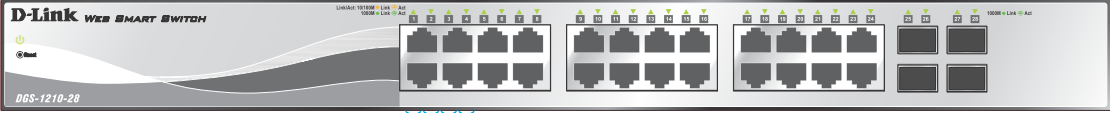 D-Link WEB SMART SWITCH
Link/Act: 10/100M Link Act
1000M Link Act
1 2 3 4 5 6 7 8
9 10 11 12 13 14 15 16
17 18 19 20 21 22 23 24
25 26 27 28
1000M Link Act
Reset
DGS-1210-28